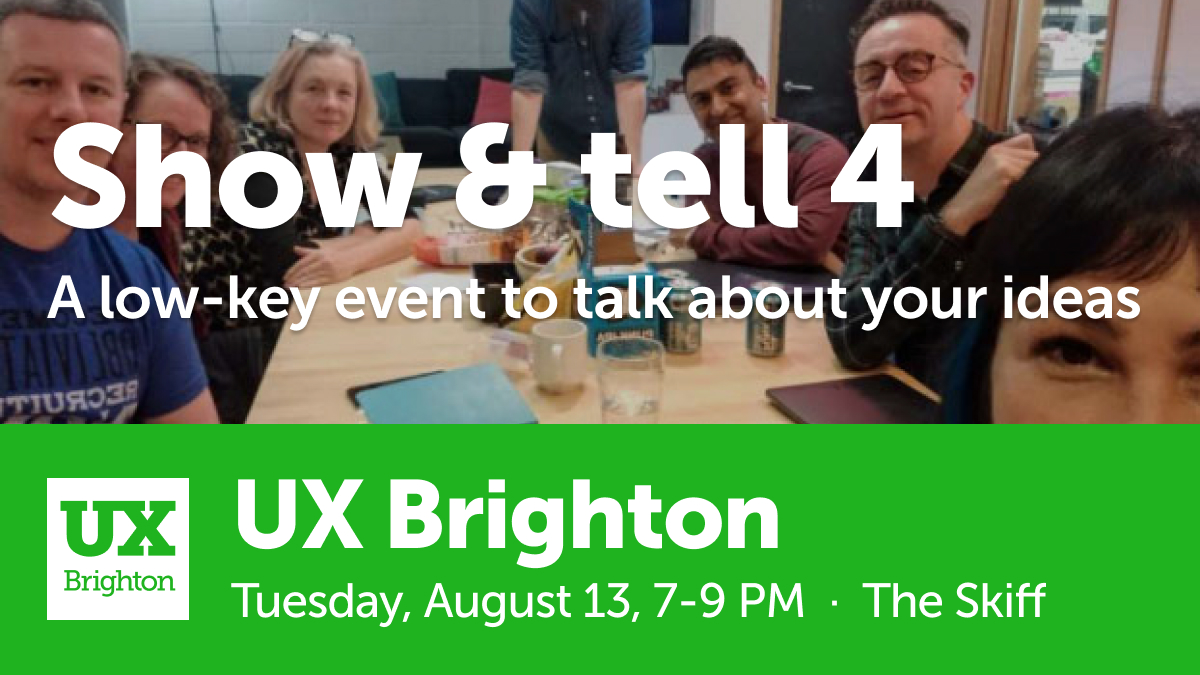 Show & tell 4
A low-key event to talk about your ideas
RECRUIT
UX
Brighton
UX Brighton
Tuesday, August 13, 7-9 PM · The Skiff